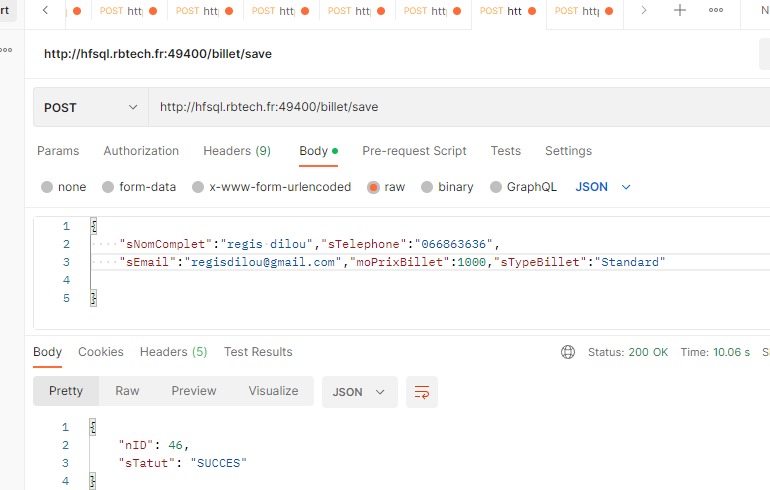 rt POST htt POST htt POST htt POST htt POST htt POST htt POST http N
http://hfsql.rbtech.fr:49400/billet/save
POST http://hfsql.rbtech.fr:49400/billet/save
Params Authorization Headers (9) Body Pre-request Script Tests Settings
none form-data x-www-form-urlencoded raw binary GraphQL JSON
1 {
2 "sNomComplet":"regis dilou","sTelephone":"066863636",
3 "sEmail":"regisdilou@gmail.com","moPrixBillet":1000,"sTypeBillet":"Standard"
4
5 }
Body Cookies Headers (5) Test Results Status: 200 OK Time: 10.06 s S
Pretty Raw Preview Visualize JSON
1 {
2 "nID": 46,
3 "sTatut": "SUCCES"
4 }